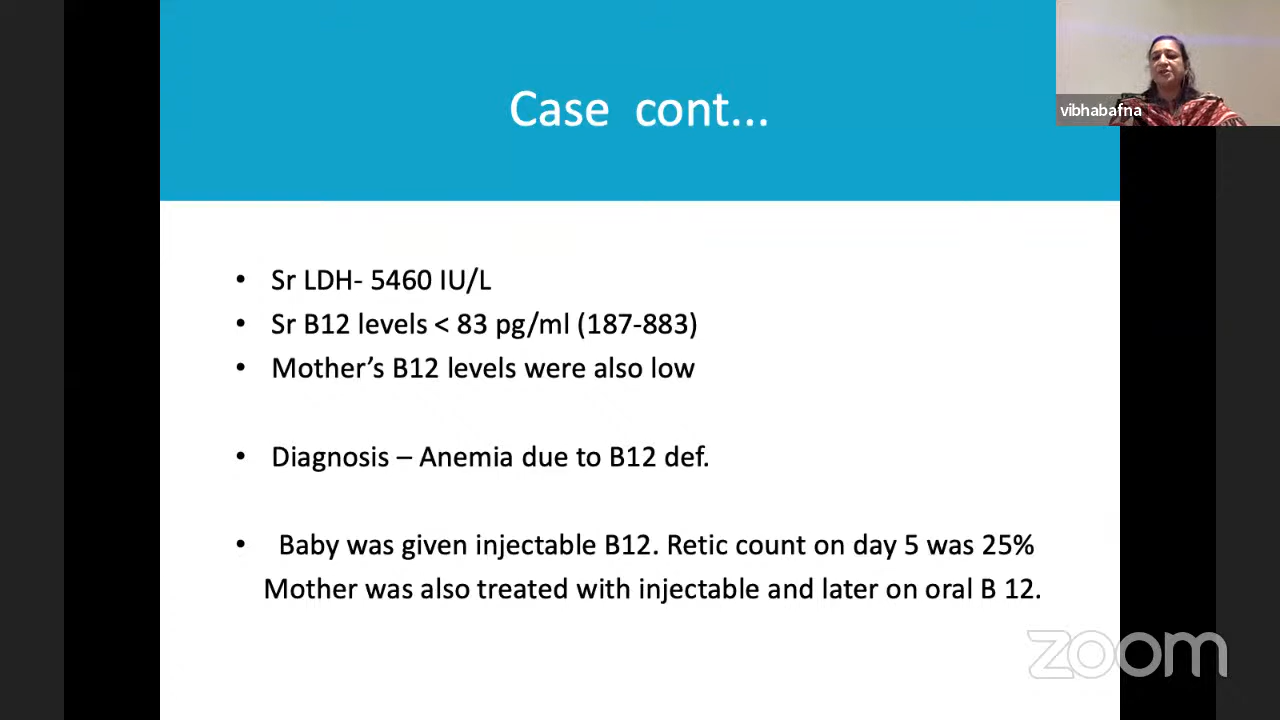 Case cont...
vibhabafna
• Sr LDH- 5460 IU/L
• Sr B12 levels < 83 pg/ml (187-883)
• Mother’s B12 levels were also low
• Diagnosis – Anemia due to B12 def.
• Baby was given injectable B12. Retic count on day 5 was 25%
Mother was also treated with injectable and later on oral B 12.
zoom